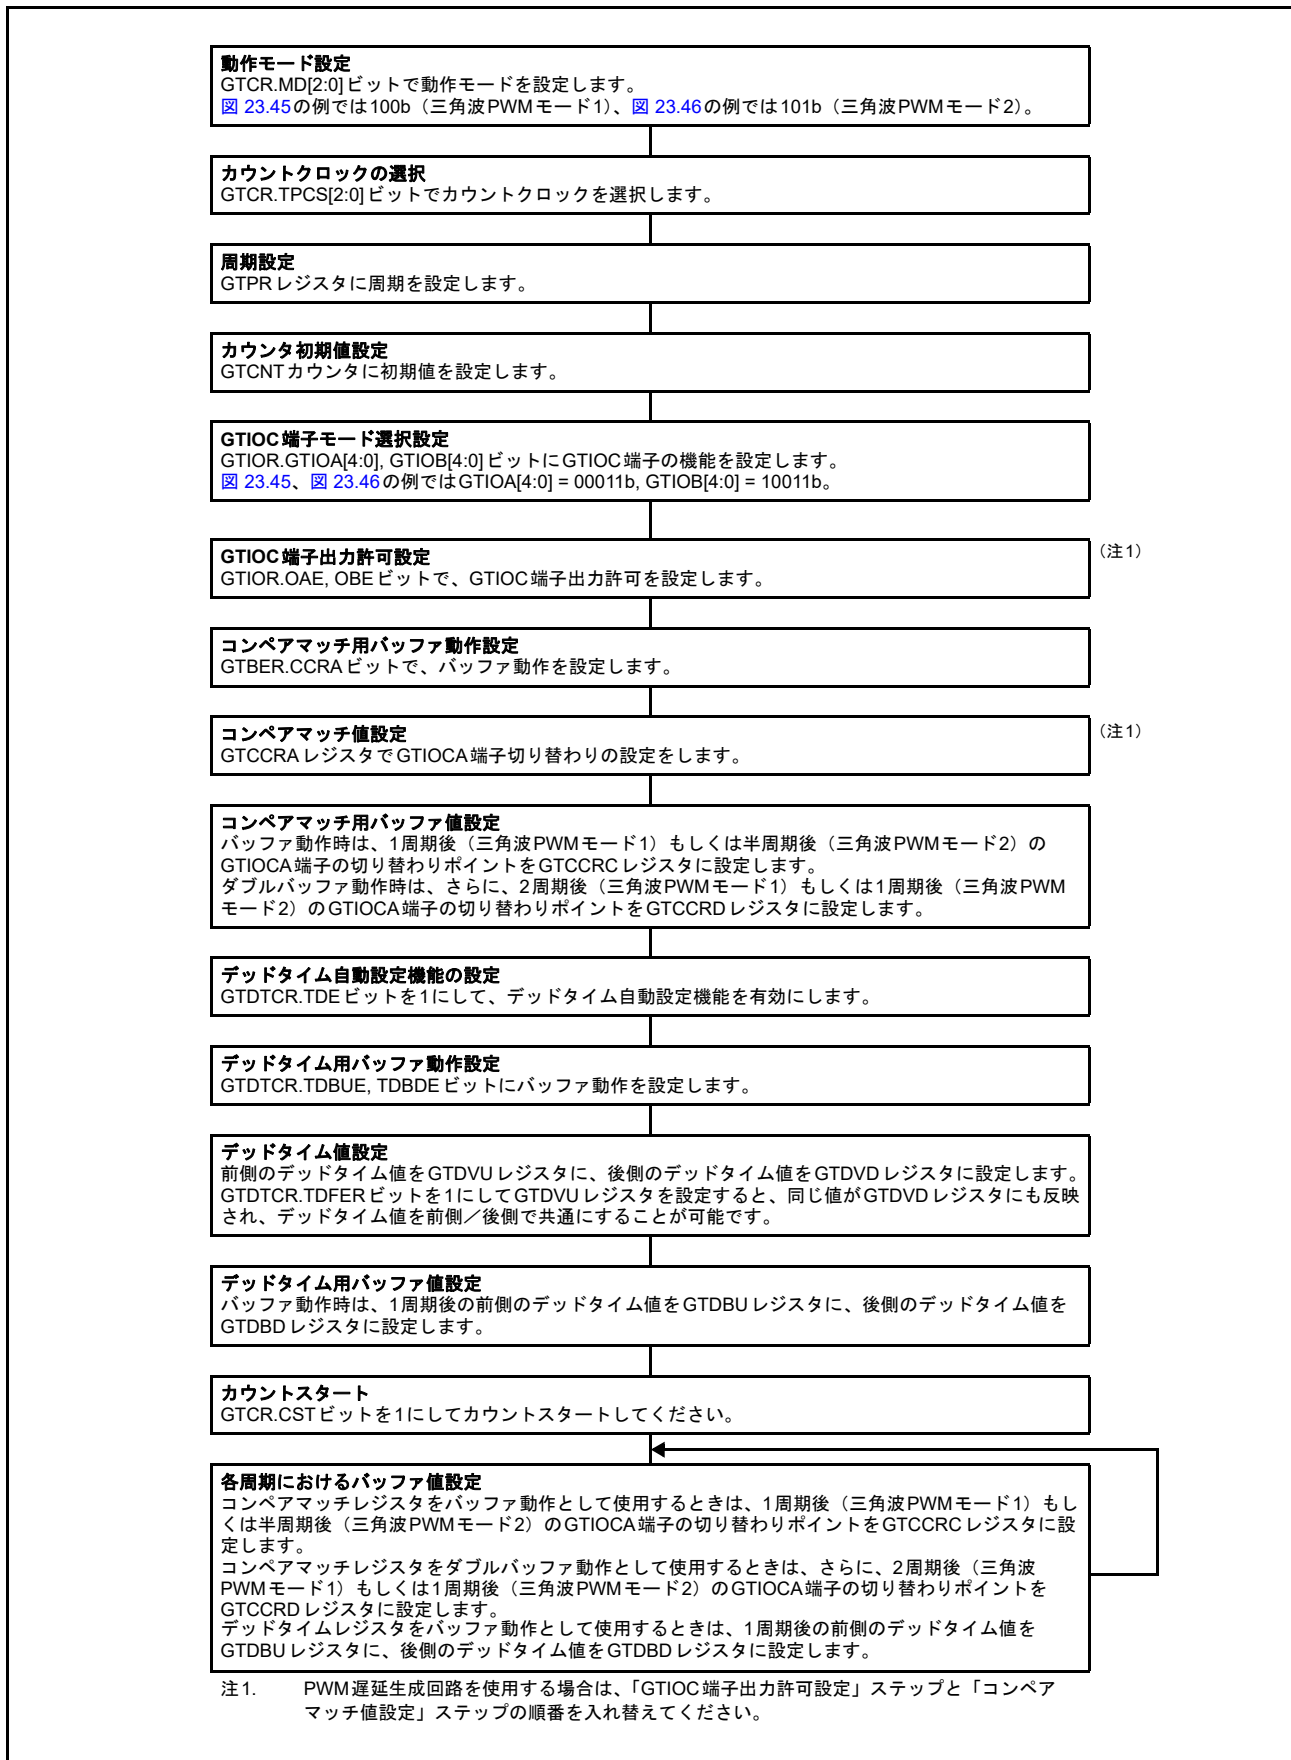 動作モード設定
GTCR.MD[2:0]ビットで動作モードを設定します。
図 23.45の例では100b（三角波PWMモード1）、図 23.46の例では101b（三角波PWMモード2）。
カウントクロックの選択
GTCR.TPCS[2:0]ビットでカウントクロックを選択します。
周期設定
GTPRレジスタに周期を設定します。
カウンタ初期値設定
GTCNTカウンタに初期値を設定します。
GTIOC端子モード選択設定
GTIOR.GTIOA[4:0], GTIOB[4:0]ビットにGTIOC端子の機能を設定します。
図 23.45、図 23.46の例ではGTIOA[4:0] = 00011b, GTIOB[4:0] = 10011b。
GTIOC端子出力許可設定 （注1）
GTIOR.OAE, OBEビットで、GTIOC端子出力許可を設定します。
コンペアマッチ用バッファ動作設定
GTBER.CCRAビットで、バッファ動作を設定します。
コンペアマッチ値設定 （注1）
GTCCRAレジスタでGTIOCA端子切り替わりの設定をします。
コンペアマッチ用バッファ値設定
バッファ動作時は、1周期後（三角波PWMモード1）もしくは半周期後（三角波PWMモード2）の
GTIOCA端子の切り替わりポイントをGTCCRCレジスタに設定します。
ダブルバッファ動作時は、さらに、2周期後（三角波PWMモード1）もしくは1周期後（三角波PWM
モード2）のGTIOCA端子の切り替わりポイントをGTCCRDレジスタに設定します。
デッドタイム自動設定機能の設定
GTDTCR.TDEビットを1にして、デッドタイム自動設定機能を有効にします。
デッドタイム用バッファ動作設定
GTDTCR.TDBUE, TDBDEビットにバッファ動作を設定します。
デッドタイム値設定
前側のデッドタイム値をGTDVUレジスタに、後側のデッドタイム値をGTDVDレジスタに設定します。
GTDTCR.TDFERビットを1にしてGTDVUレジスタを設定すると、同じ値がGTDVDレジスタにも反映
され、デッドタイム値を前側／後側で共通にすることが可能です。
デッドタイム用バッファ値設定
バッファ動作時は、1周期後の前側のデッドタイム値をGTDBUレジスタに、後側のデッドタイム値を
GTDBDレジスタに設定します。
カウントスタート
GTCR.CSTビットを1にしてカウントスタートしてください。
各周期におけるバッファ値設定
コンペアマッチレジスタをバッファ動作として使用するときは、1周期後（三角波PWMモード1）もし
くは半周期後（三角波PWMモード2）のGTIOCA端子の切り替わりポイントをGTCCRCレジスタに設
定します。
コンペアマッチレジスタをダブルバッファ動作として使用するときは、さらに、2周期後（三角波
PWMモード1）もしくは1周期後（三角波PWMモード2）のGTIOCA端子の切り替わりポイントを
GTCCRDレジスタに設定します。
デッドタイムレジスタをバッファ動作として使用するときは、1周期後の前側のデッドタイム値を
GTDBUレジスタに、後側のデッドタイム値をGTDBDレジスタに設定します。
注1. PWM遅延生成回路を使用する場合は、「GTIOC端子出力許可設定」ステップと「コンペア
マッチ値設定」ステップの順番を入れ替えてください。